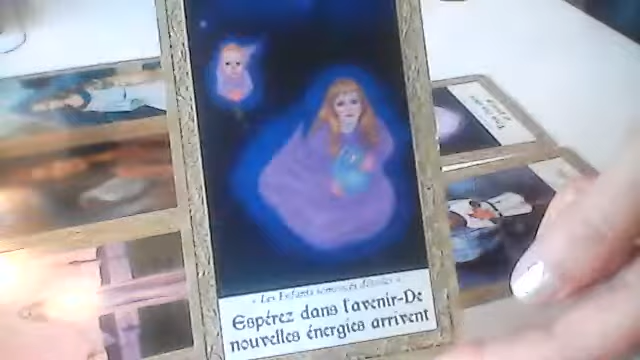 « Les Enfants semences d'étoiles »
Espérez dans l'avenir-De
nouvelles énergies arrivent